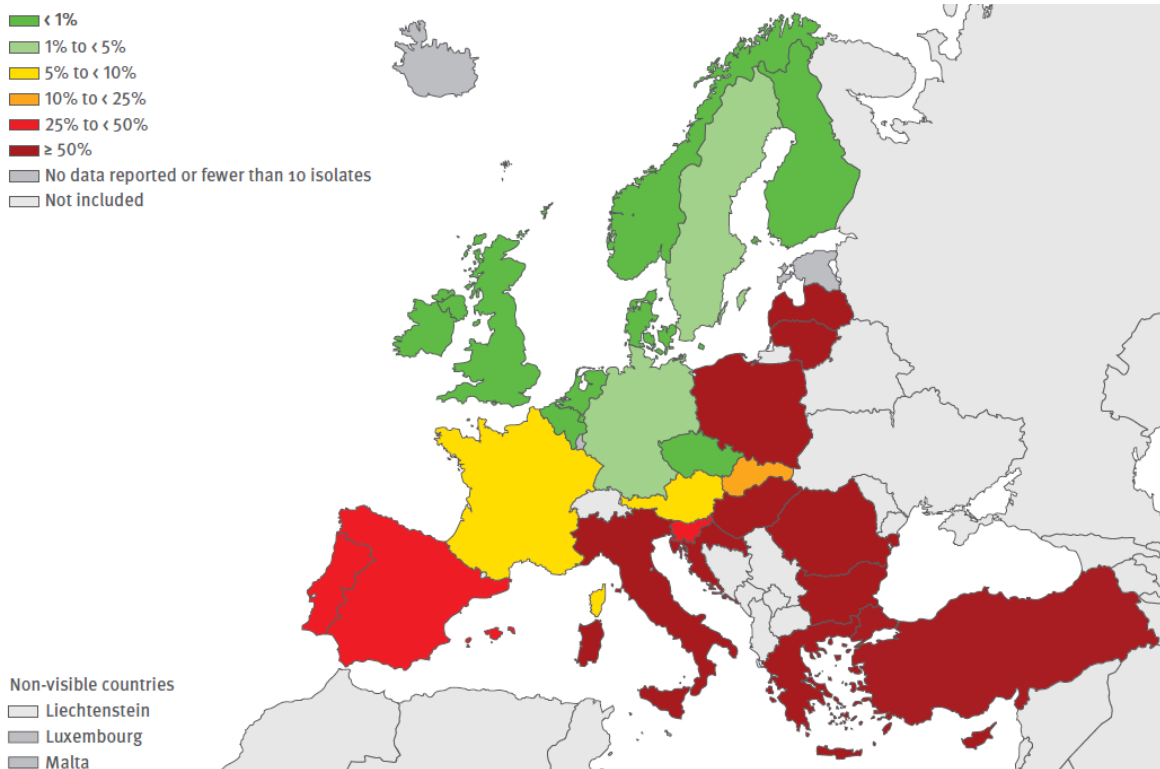 < 1%
1% to < 5%
5% to < 10%
10% to < 25%
25% to < 50%
≥ 50%
No data reported or fewer than 10 isolates
Not included
Non-visible countries
Liechtenstein
Luxembourg
Malta